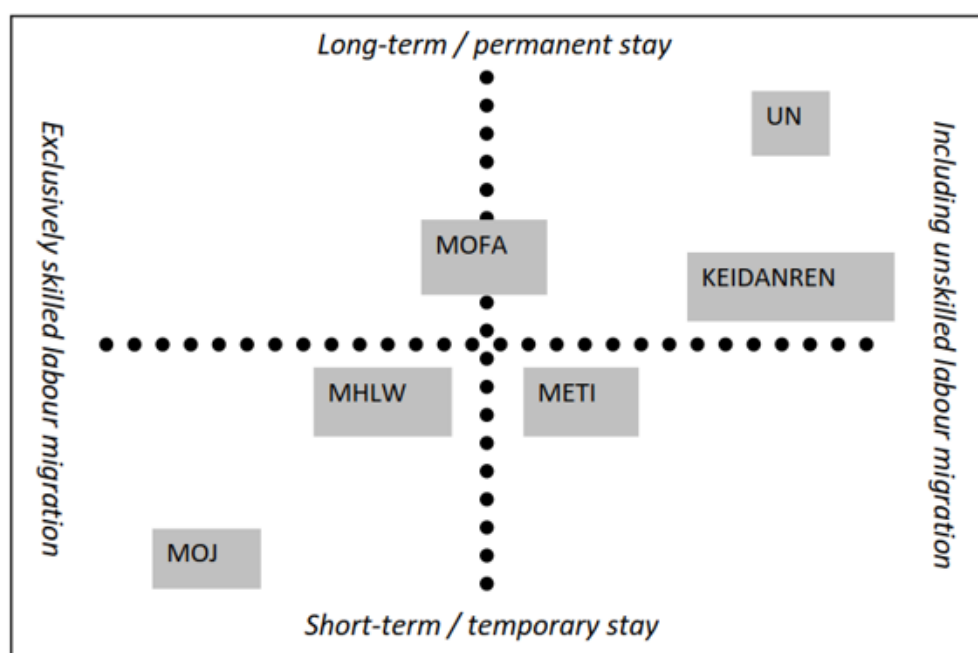 Long-term / permanent stay
UN
Exclusively skilled labour migration
Including unskilled labour migration
MOFA
KEIDANREN
MHLW
METI
MOJ
Short-term / temporary stay